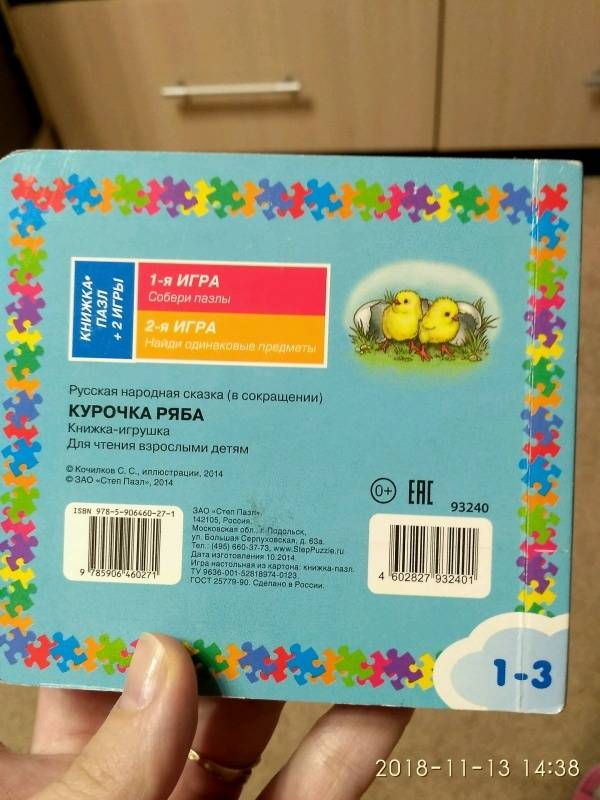 КНИЖКА•
ПАЗЛ
+ 2 ИГРЫ
1-я ИГРА
Собери пазлы
2-я ИГРА
Найди одинаковые предметы
Русская народная сказка (в сокращении)
КУРОЧКА РЯБА
Книжка-игрушка
Для чтения взрослыми детям
© Кочилков С. С., иллюстрации, 2014
© ЗАО «Степ Пазл», 2014
0+ ЕАС
93240
ISBN 978-5-906460-27-1
9 785906 460271
ЗАО «Степ Пазл».
142105, Россия,
Московская обл., г. Подольск,
ул. Большая Серпуховская, д. 63а.
Тел.: (495) 660-37-73, www.StepPuzzle.ru
Дата изготовления 10.2014
Игра настольная из картона: книжка-пазл.
ТУ 9636-001-52818974-0123.
ГОСТ 25779-90. Сделано в России.
4 602827 932401
1-3
2018-11-13 14:38